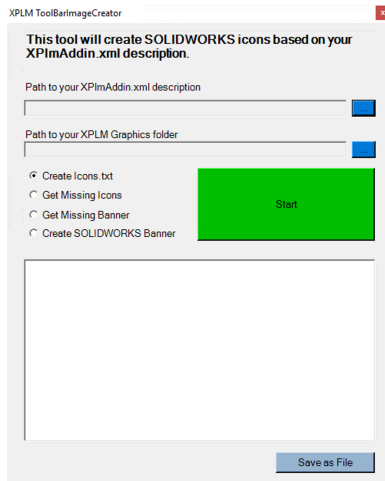 XPLM ToolBarImageCreator
x
This tool will create SOLIDWORKS icons based on your
XPlmAddin.xml description.
Path to your XPlmAddin.xml description
...
Path to your XPLM Graphics folder
...
Create Icons.txt
Get Missing Icons
Start
Get Missing Banner
Create SOLIDWORKS Banner
Save as File